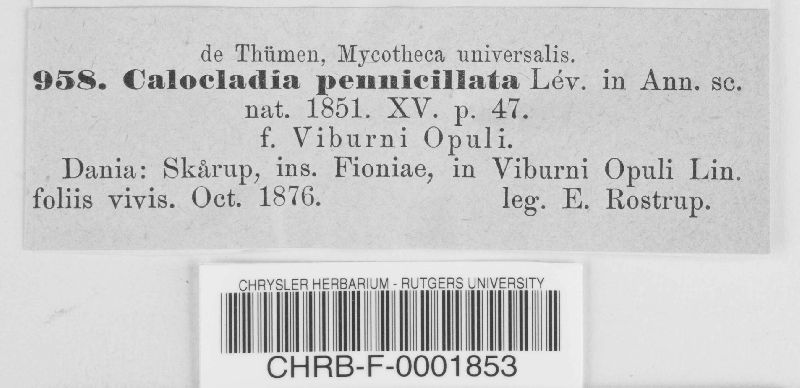 de Thümen, Mycotheca universalis.
958. Calocladia pennicillata Lév. in Ann. sc.
nat. 1851. XV. p. 47.
f. Viburni Opuli.
Dania: Skårup, ins. Fioniae, in Viburni Opuli Lin.
foliis vivis. Oct. 1876. leg. E. Rostrup.
CHRYSLER HERBARIUM - RUTGERS UNIVERSITY
CHRB-F-0001853